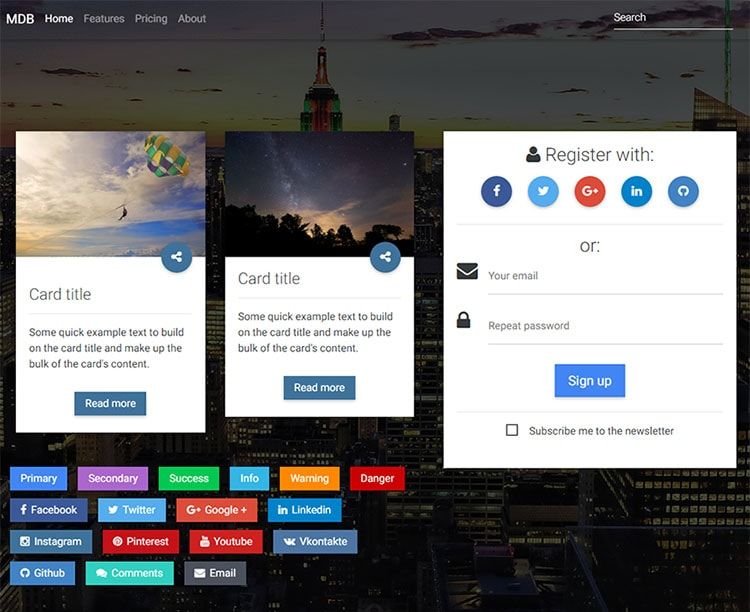 MDB Home Features Pricing About Search
Card title
Some quick example text to build
on the card title and make up the
bulk of the card's content.
Read more
Card title
Some quick example text to build
on the card title and make up the
bulk of the card's content.
Read more
Register with:
or:
Your email
Repeat password
Sign up
Subscribe me to the newsletter
Primary Secondary Success Info Warning Danger
Facebook Twitter Google + Linkedin
Instagram Pinterest Youtube Vkontakte
Github Comments Email